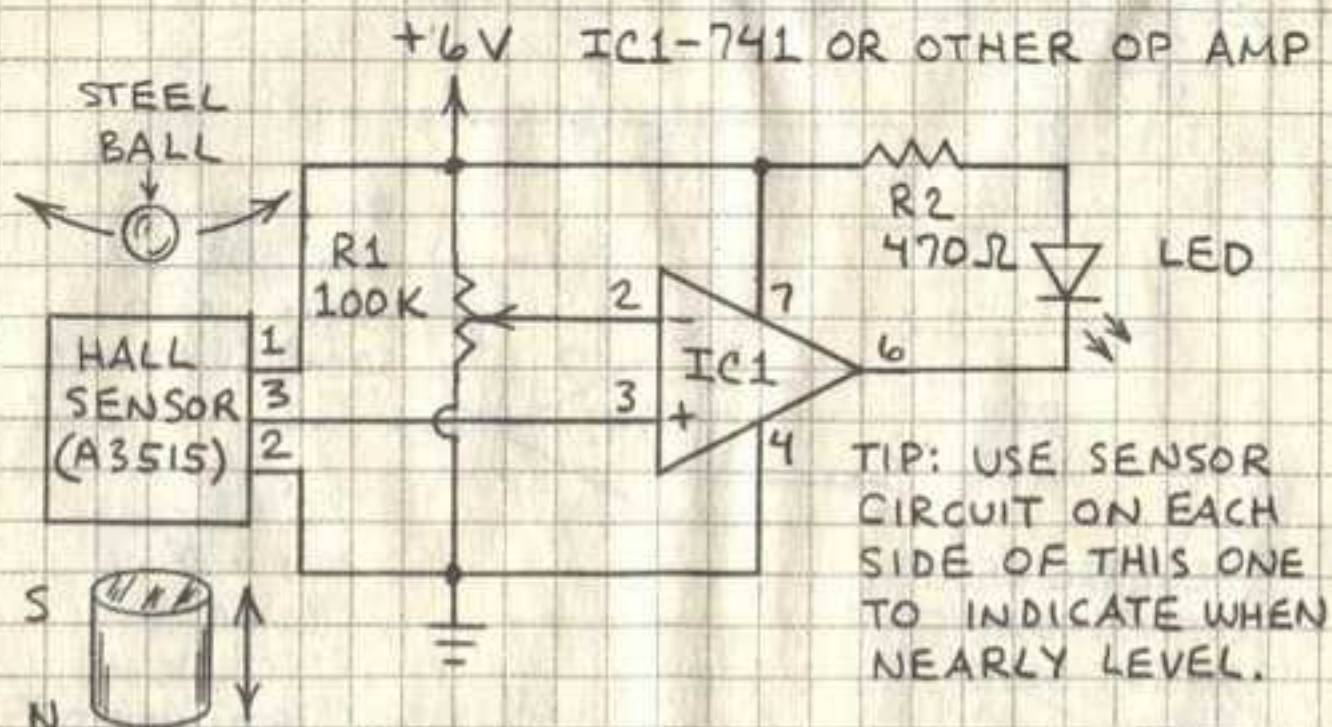 +6V IC1-741 OR OTHER OP AMP
STEEL
BALL
R2
470Ω
LED
R1
100K
2
7
HALL
SENSOR
(A3515)
1
3
2
IC1
6
-
3
+
4
TIP: USE SENSOR
CIRCUIT ON EACH
SIDE OF THIS ONE
TO INDICATE WHEN
NEARLY LEVEL.
S
N